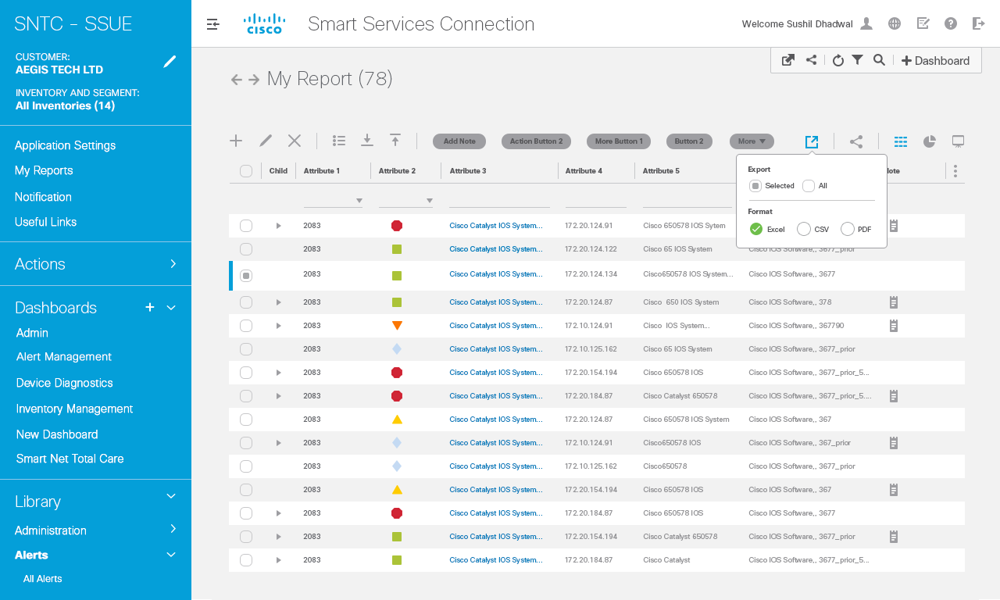 SNTC - SSUE
CUSTOMER:
AEGIS TECH LTD
INVENTORY AND SEGMENT:
All Inventories (14)
Application Settings
My Reports
Notification
Useful Links
Actions
Dashboards
Admin
Alert Management
Device Diagnostics
Inventory Management
New Dashboard
Smart Net Total Care
Library
Administration
Alerts
All Alerts
CISCO
Smart Services Connection
Welcome Sushil Dhadwal
Dashboard
My Report (78)
Add Note Action Button 2 More Button 1 Button 2 More
Child Attribute 1 Attribute 2 Attribute 3 Attribute 4 Attribute 5
Export
Selected All
Format
Excel CSV PDF
2083 Cisco Catalyst IOS System... 172.20.124.91 Cisco 650578 IOS Sytem
2083 Cisco Catalyst IOS System... 172.20.124.122 Cisco 65 IOS System Cisco IOS Software,, 3677_prior
2083 Cisco Catalyst IOS System... 172.20.124.134 Cisco650578 IOS System... Cisco IOS Software,, 3677
2083 Cisco Catalyst IOS System... 172.20.124.87 Cisco 650 IOS System Cisco IOS Software,, 378
2083 Cisco Catalyst IOS System... 172.10.124.91 Cisco IOS System... Cisco IOS Software,, 367790
2083 Cisco Catalyst IOS System... 172.10.125.162 Cisco 65 IOS System Cisco IOS Software,, 3677_prior
2083 Cisco Catalyst IOS System... 172.20.154.194 Cisco 650578 IOS Cisco IOS Software,, 3677_prior_5...
2083 Cisco Catalyst IOS System... 172.20.184.87 Cisco Catalyst 650578 Cisco IOS Software,, 3677_prior_5....
2083 Cisco Catalyst IOS System... 172.20.124.87 Cisco 650578 IOS System Cisco IOS Software,, 367
2083 Cisco Catalyst IOS System... 172.10.124.91 Cisco650578 IOS Cisco IOS Software,, 367_prior
2083 Cisco Catalyst IOS System... 172.10.125.162 Cisco650578 Cisco IOS Software,, 3677_prior
2083 Cisco Catalyst IOS System... 172.20.154.194 Cisco 650578 IOS Cisco IOS Software,, 367
2083 Cisco Catalyst IOS System... 172.20.184.87 Cisco 650578 IOS Cisco IOS Software,, 3677
2083 Cisco Catalyst IOS System... 172.20.154.194 Cisco Catalyst 650578 Cisco IOS Software,, 3677_prior
2083 Cisco Catalyst IOS System... 172.20.184.87 Cisco Catalyst Cisco IOS Software,, 3677_prior_5...